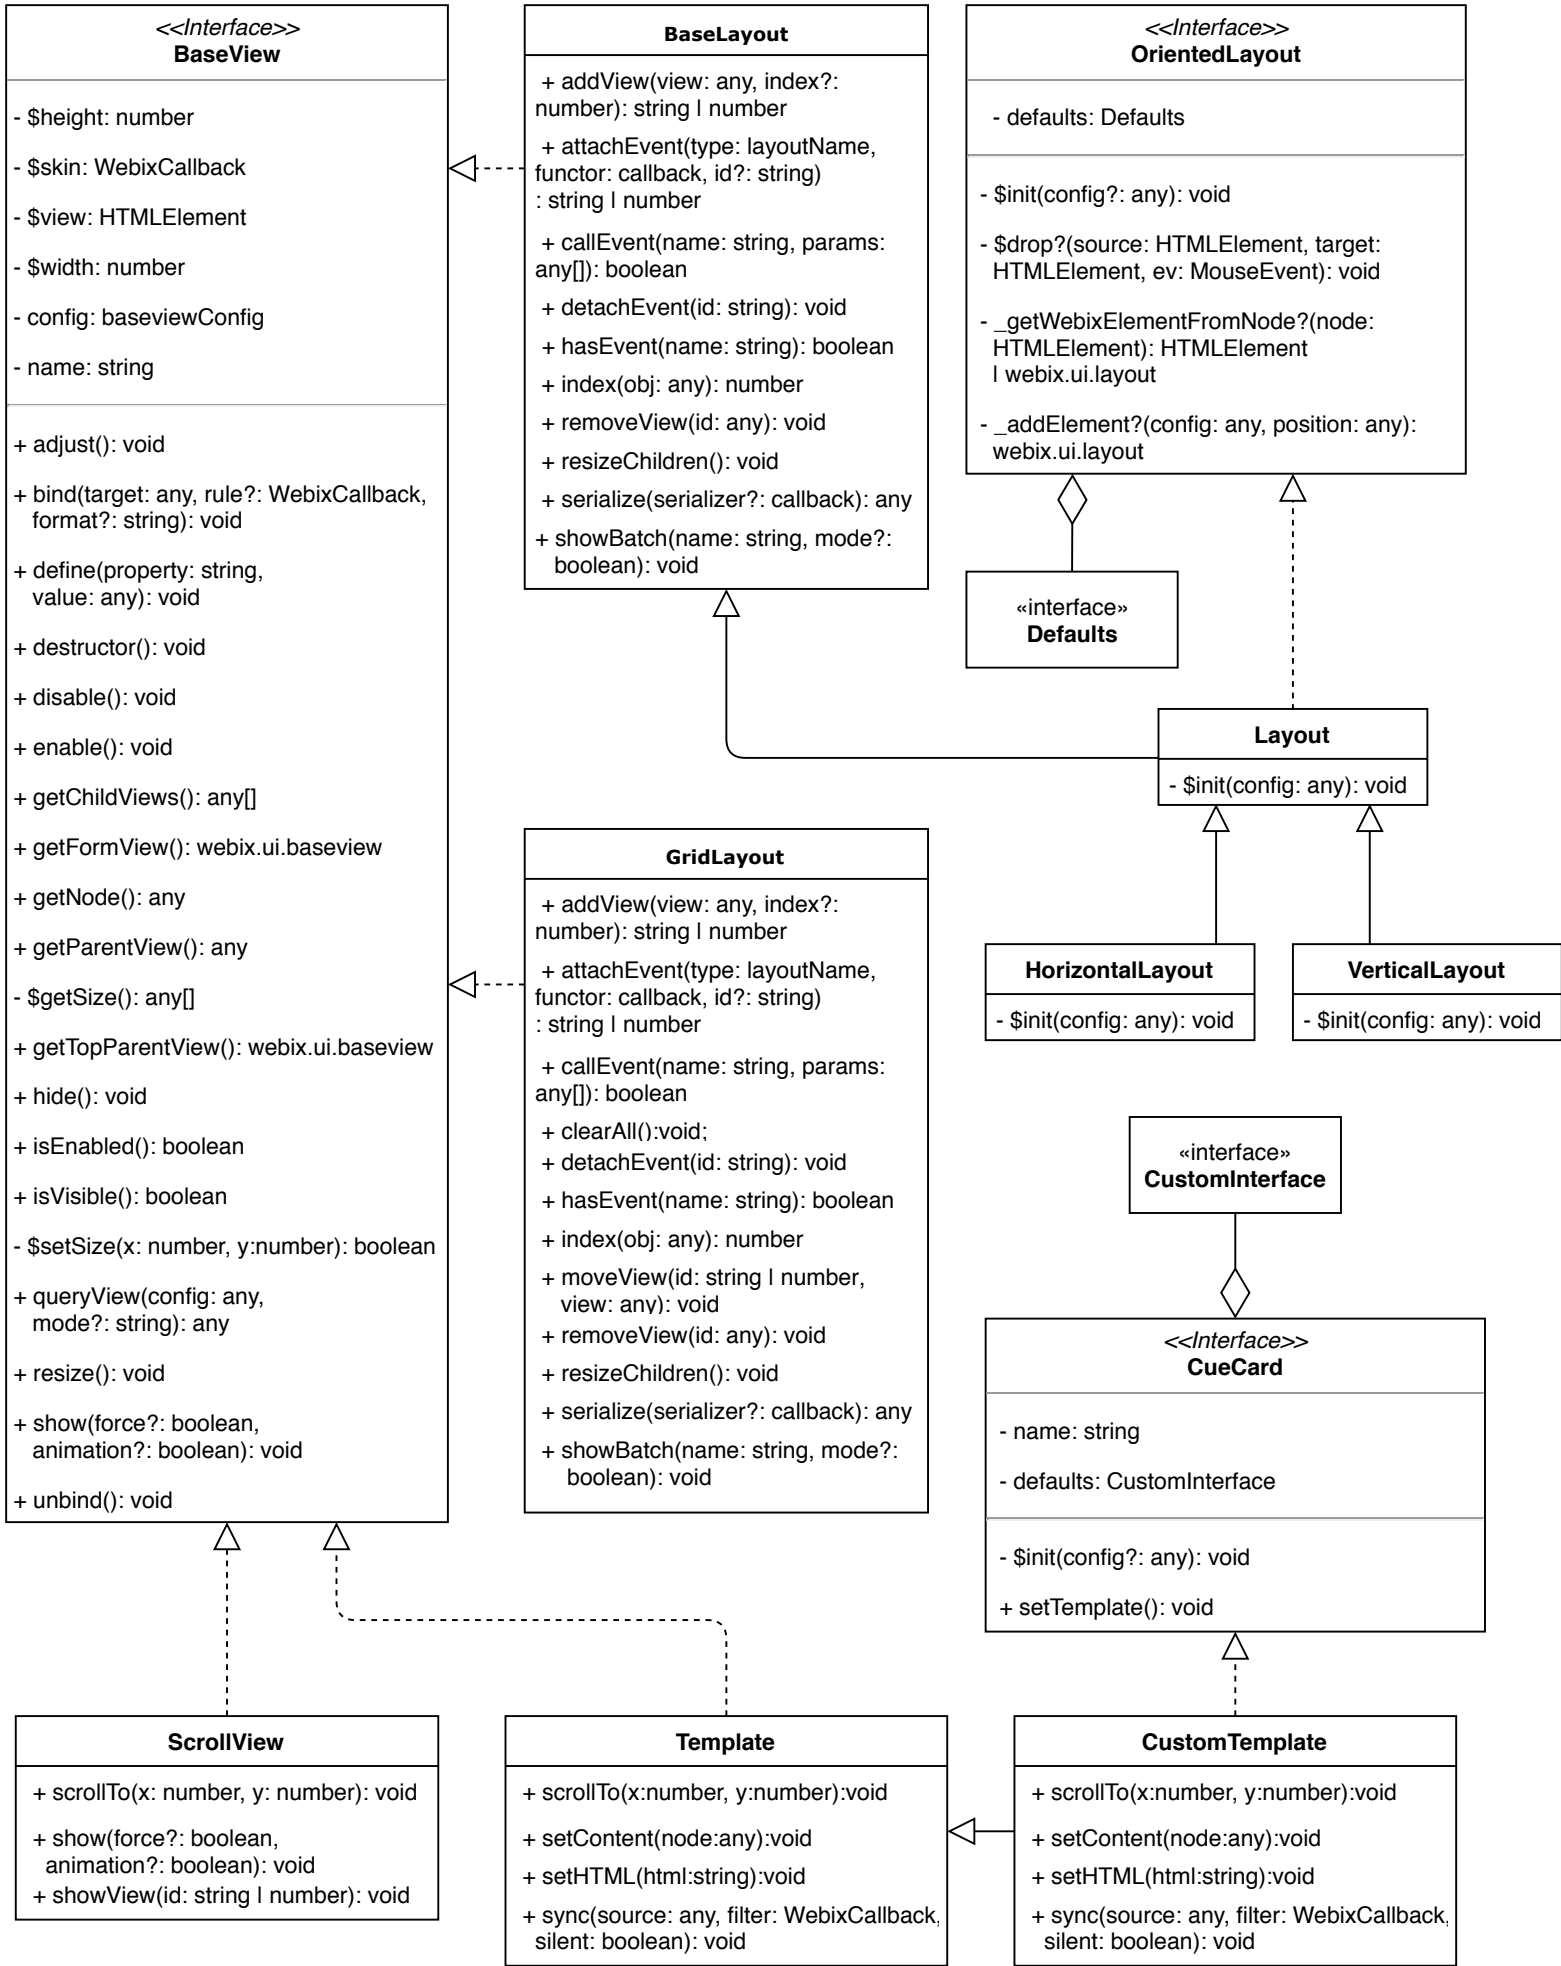 <<Interface>>
BaseView
- $height: number
- $skin: WebixCallback
- $view: HTMLElement
- $width: number
- config: baseviewConfig
- name: string
+ adjust(): void
+ bind(target: any, rule?: WebixCallback,
format?: string): void
+ define(property: string,
value: any): void
+ destructor(): void
+ disable(): void
+ enable(): void
+ getChildViews(): any[]
+ getFormView(): webix.ui.baseview
+ getNode(): any
+ getParentView(): any
- $getSize(): any[]
+ getTopParentView(): webix.ui.baseview
+ hide(): void
+ isEnabled(): boolean
+ isVisible(): boolean
- $setSize(x: number, y:number): boolean
+ queryView(config: any,
mode?: string): any
+ resize(): void
+ show(force?: boolean,
animation?: boolean): void
+ unbind(): void
BaseLayout
+ addView(view: any, index?:
number): string | number
+ attachEvent(type: layoutName,
functor: callback, id?: string)
: string | number
+ callEvent(name: string, params:
any[]): boolean
+ detachEvent(id: string): void
+ hasEvent(name: string): boolean
+ index(obj: any): number
+ removeView(id: any): void
+ resizeChildren(): void
+ serialize(serializer?: callback): any
+ showBatch(name: string, mode?:
boolean): void
<<Interface>>
OrientedLayout
- defaults: Defaults
- $init(config?: any): void
- $drop?(source: HTMLElement, target:
HTMLElement, ev: MouseEvent): void
- _getWebixElementFromNode?(node:
HTMLElement): HTMLElement
| webix.ui.layout
- _addElement?(config: any, position: any):
webix.ui.layout
«interface»
Defaults
Layout
- $init(config: any): void
GridLayout
+ addView(view: any, index?:
number): string | number
+ attachEvent(type: layoutName,
functor: callback, id?: string)
: string | number
+ callEvent(name: string, params:
any[]): boolean
+ clearAll():void;
+ detachEvent(id: string): void
+ hasEvent(name: string): boolean
+ index(obj: any): number
+ moveView(id: string | number,
view: any): void
+ removeView(id: any): void
+ resizeChildren(): void
+ serialize(serializer?: callback): any
+ showBatch(name: string, mode?:
boolean): void
HorizontalLayout
- $init(config: any): void
VerticalLayout
- $init(config: any): void
«interface»
CustomInterface
<<Interface>>
CueCard
- name: string
- defaults: CustomInterface
- $init(config?: any): void
+ setTemplate(): void
ScrollView
+ scrollTo(x: number, y: number): void
+ show(force?: boolean,
animation?: boolean): void
+ showView(id: string | number): void
Template
+ scrollTo(x:number, y:number):void
+ setContent(node:any):void
+ setHTML(html:string):void
+ sync(source: any, filter: WebixCallback,
silent: boolean): void
CustomTemplate
+ scrollTo(x:number, y:number):void
+ setContent(node:any):void
+ setHTML(html:string):void
+ sync(source: any, filter: WebixCallback,
silent: boolean): void